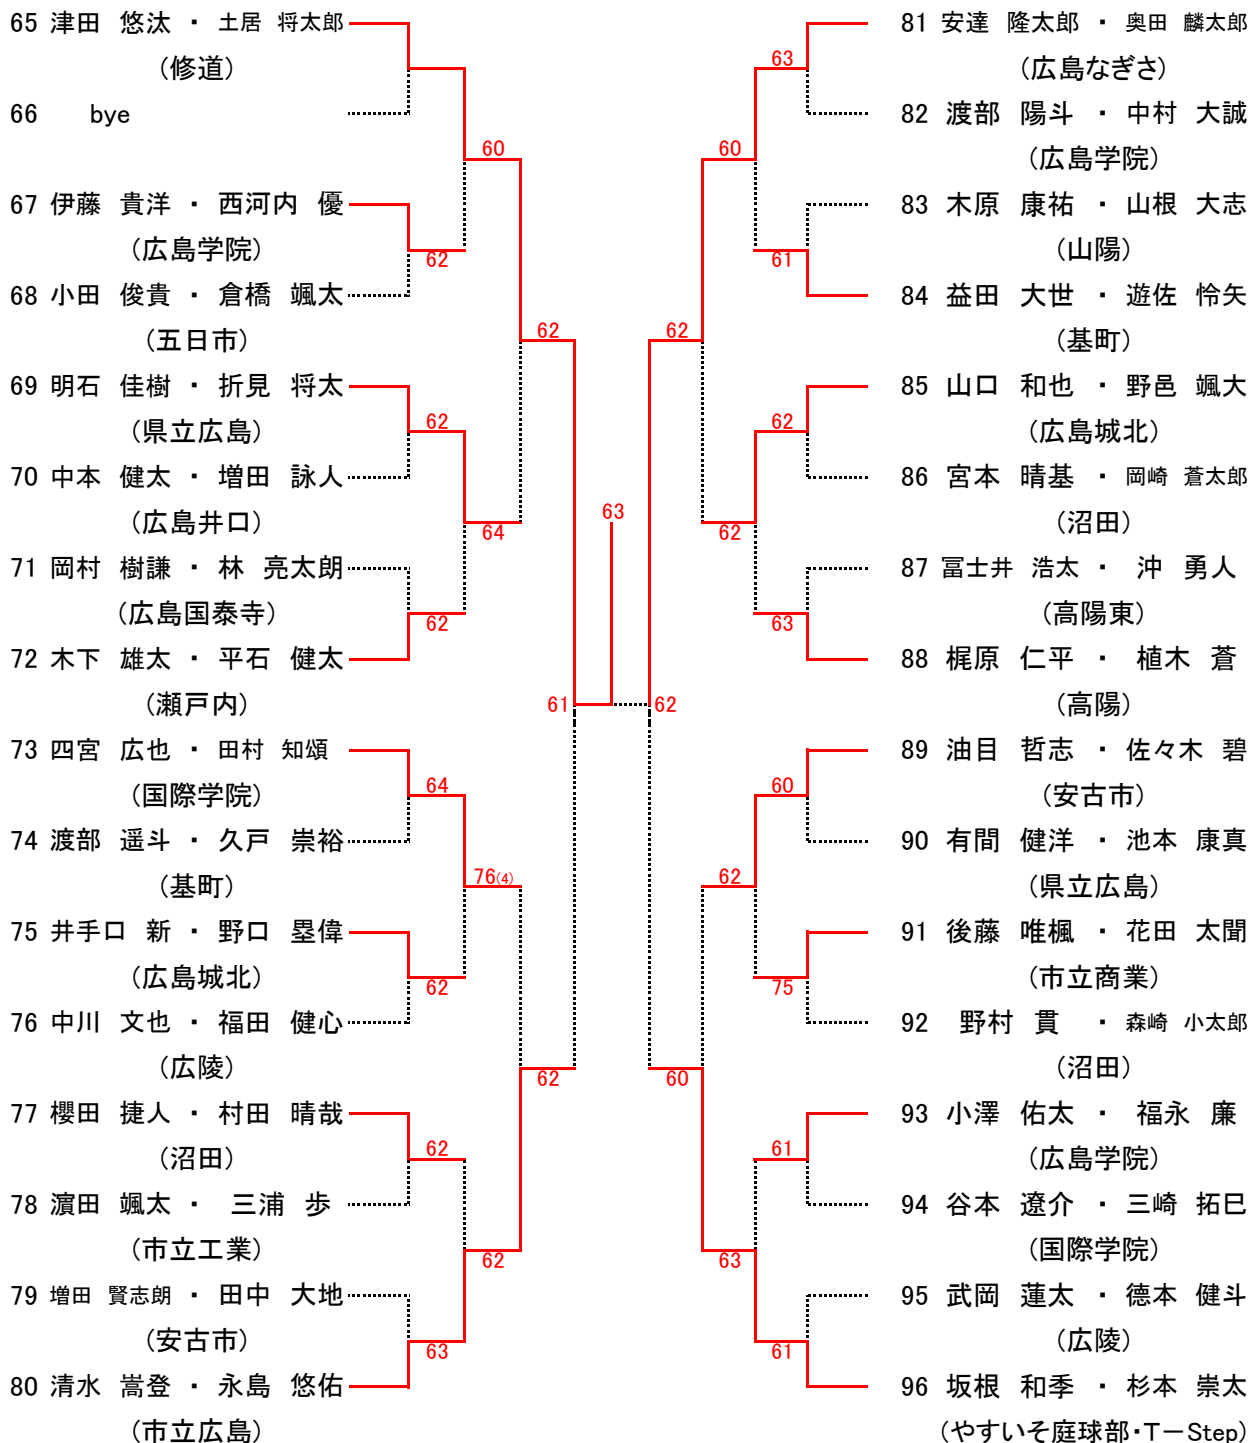 65 津田 悠汰 ・ 土居 将太郎
(修道)
66 bye
60
67 伊藤 貴洋 ・ 西河内 優
(広島学院)
62
68 小田 俊貴 ・ 倉橋 颯太
(五日市)
62
69 明石 佳樹 ・ 折見 将太
(県立広島)
62
70 中本 健太 ・ 増田 詠人
(広島井口)
64
71 岡村 樹謙 ・ 林 亮太朗
(広島国泰寺)
62
72 木下 雄太 ・ 平石 健太
(瀬戸内)
61
73 四宮 広也 ・ 田村 知頌
(国際学院)
64
74 渡部 遥斗 ・ 久戸 崇裕
(基町)
76(4)
75 井手口 新 ・ 野口 塁偉
(広島城北)
62
76 中川 文也 ・ 福田 健心
(広陵)
62
77 櫻田 捷人 ・ 村田 晴哉
(沼田)
62
78 濵田 颯太 ・ 三浦 歩
(市立工業)
62
79 増田 賢志朗 ・ 田中 大地
(安古市)
63
80 清水 嵩登 ・ 永島 悠佑
(市立広島)
63
81 安達 隆太郎 ・ 奥田 麟太郎
(広島なぎさ)
63
82 渡部 陽斗 ・ 中村 大誠
(広島学院)
60
83 木原 康祐 ・ 山根 大志
(山陽)
61
84 益田 大世 ・ 遊佐 怜矢
(基町)
62
85 山口 和也 ・ 野邑 颯大
(広島城北)
62
86 宮本 晴基 ・ 岡崎 蒼太郎
(沼田)
62
87 冨士井 浩太 ・ 沖 勇人
(高陽東)
63
88 梶原 仁平 ・ 植木 蒼
(高陽)
62
89 油目 哲志 ・ 佐々木 碧
(安古市)
60
90 有間 健洋 ・ 池本 康真
(県立広島)
62
91 後藤 唯楓 ・ 花田 太聞
(市立商業)
75
92 野村 貫 ・ 森崎 小太郎
(沼田)
60
93 小澤 佑太 ・ 福永 廉
(広島学院)
61
94 谷本 遼介 ・ 三崎 拓巳
(国際学院)
63
95 武岡 蓮太 ・ 德本 健斗
(広陵)
61
96 坂根 和季 ・ 杉本 崇太
(やすいそ庭球部・T－Step)